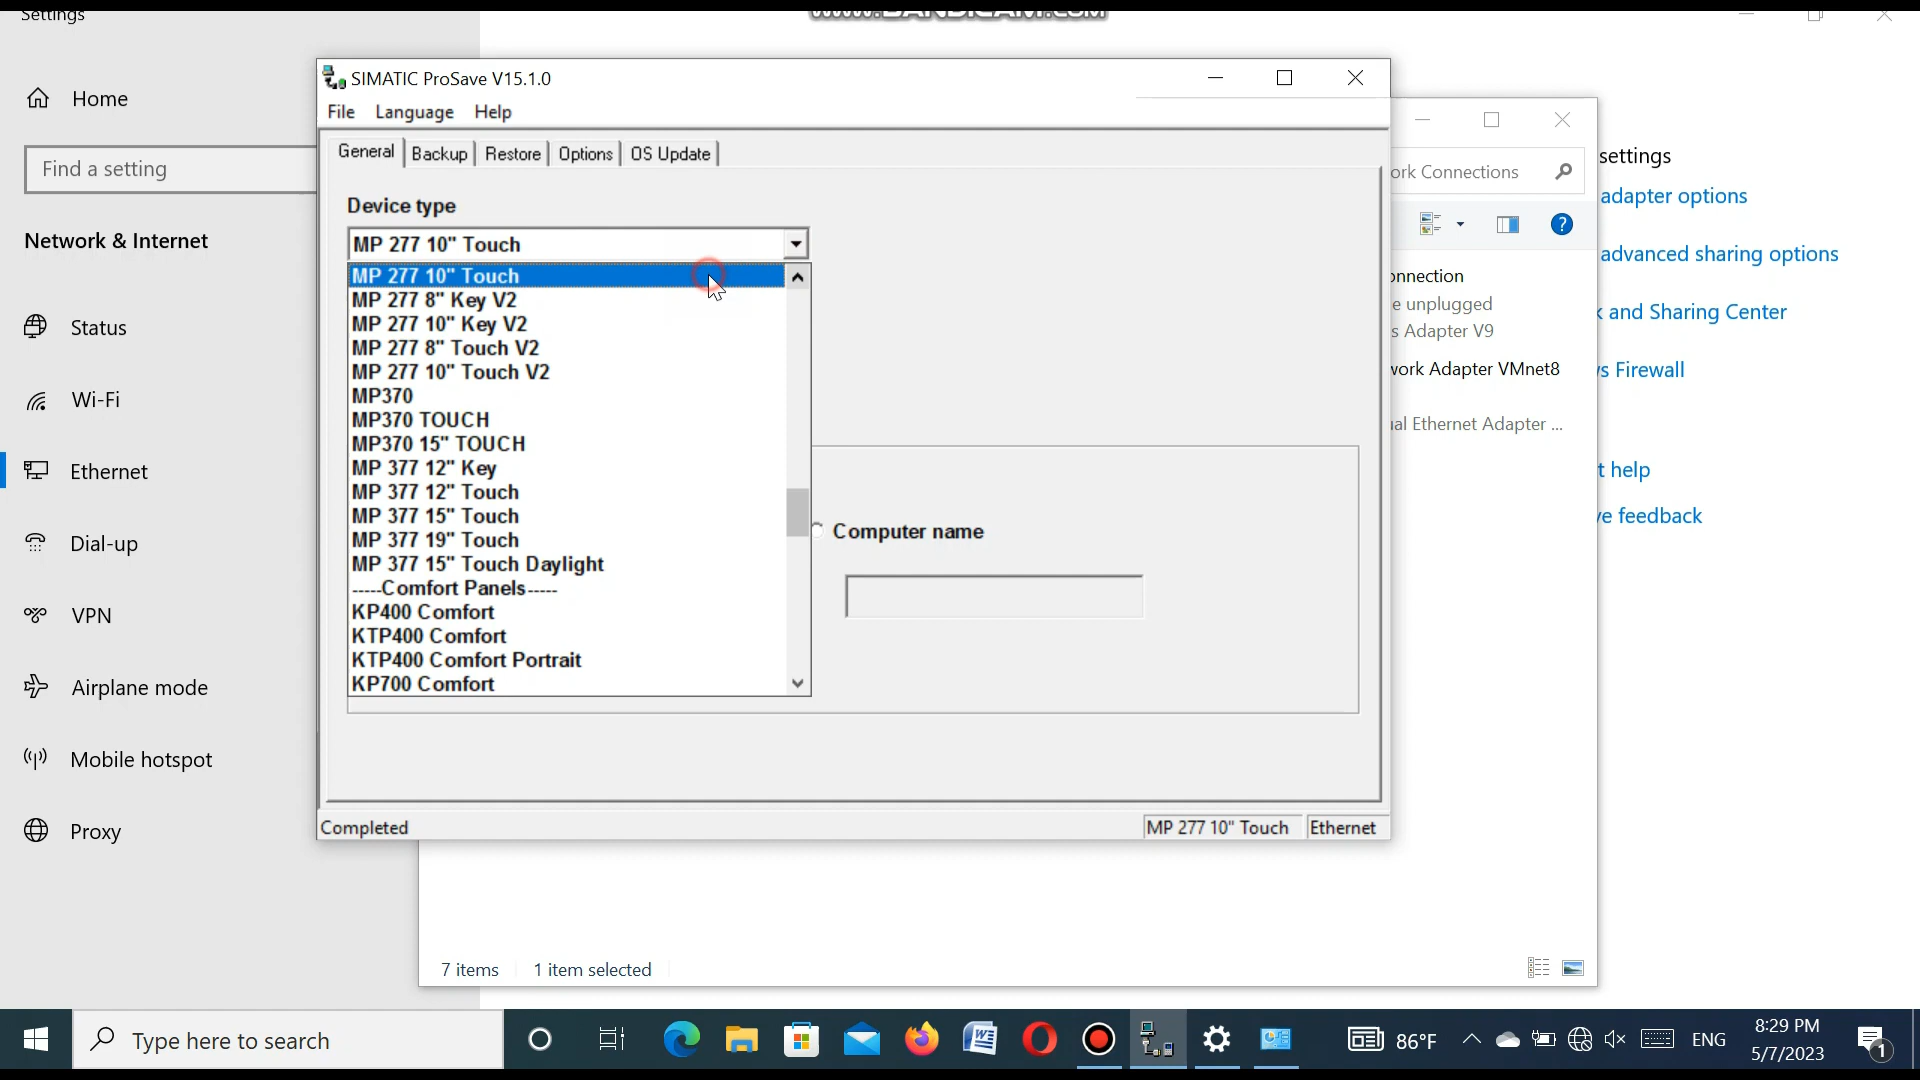 Settings
WWW.BANDICAM.COM
Home
Find a setting
Network & Internet
Status
Wi-Fi
Ethernet
Dial-up
VPN
Airplane mode
Mobile hotspot
Proxy
SIMATIC ProSave V15.1.0
File Language Help
General Backup Restore Options OS Update
Device type
MP 277 10" Touch
MP 277 10" Touch
MP 277 8" Key V2
MP 277 10" Key V2
MP 277 8" Touch V2
MP 277 10" Touch V2
MP370
MP370 TOUCH
MP370 15" TOUCH
MP 377 12" Key
MP 377 12" Touch
MP 377 15" Touch
MP 377 19" Touch
MP 377 15" Touch Daylight
-----Comfort Panels-----
KP400 Comfort
KTP400 Comfort
KTP400 Comfort Portrait
KP700 Comfort
Computer name
Completed
MP 277 10" Touch Ethernet
ork Connections
?
onnection
e unplugged
s Adapter V9
work Adapter VMnet8
ual Ethernet Adapter ...
7 items 1 item selected
settings
adapter options
advanced sharing options
k and Sharing Center
s Firewall
t help
ve feedback
Type here to search
86°F
ENG
8:29 PM
5/7/2023
1